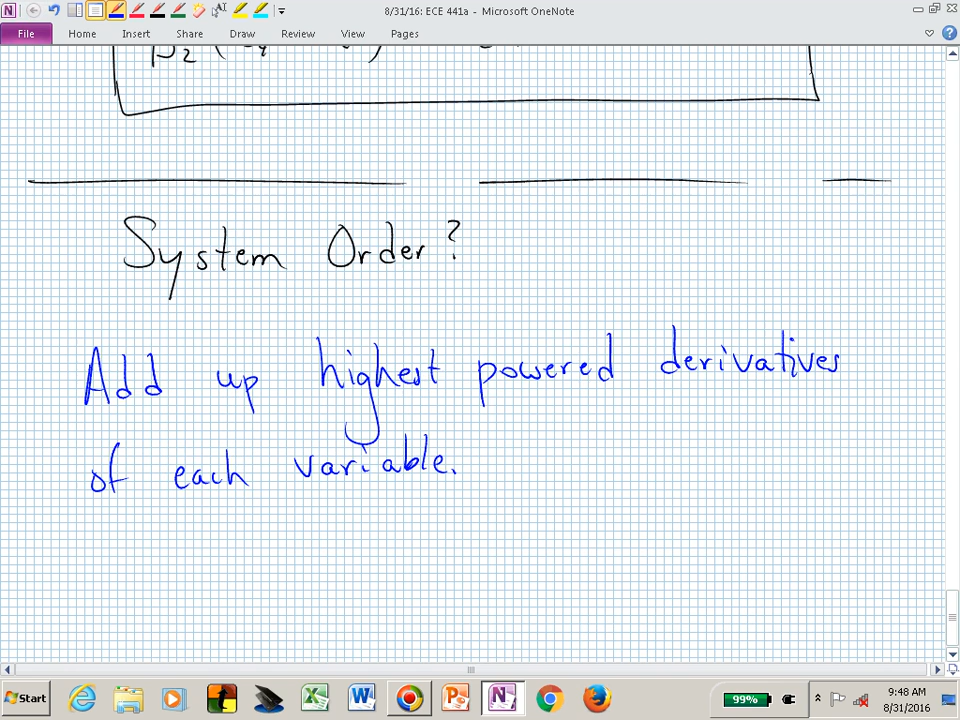 8/31/16: ECE 441a - Microsoft OneNote
File Home Insert Share Draw Review View Pages
System Order?
Add up highest powered derivatives
of each variable.
Start 99% 9:48 AM
8/31/2016